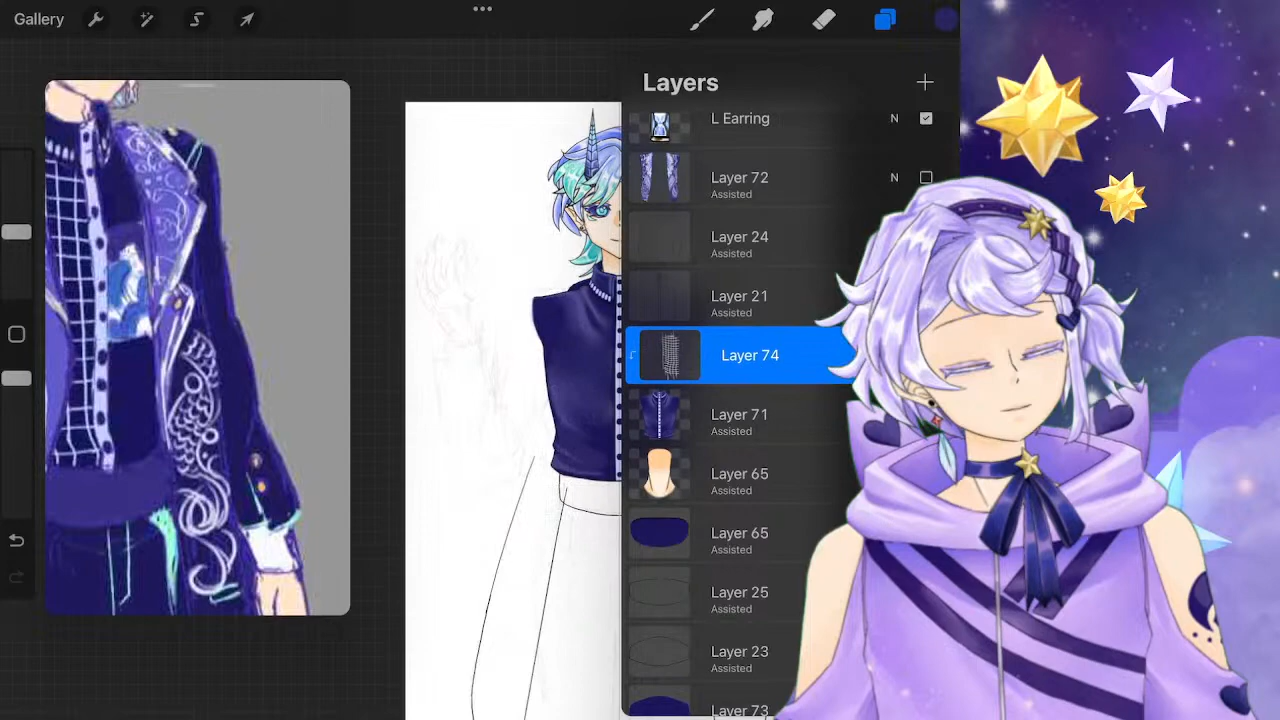 Gallery
Layers
L Earring
N
Layer 72
N
Assisted
Layer 24
Assisted
Layer 21
Assisted
Layer 74
Layer 71
Assisted
Layer 65
Assisted
Layer 65
Assisted
Layer 25
Assisted
Layer 23
Assisted
Layer 73